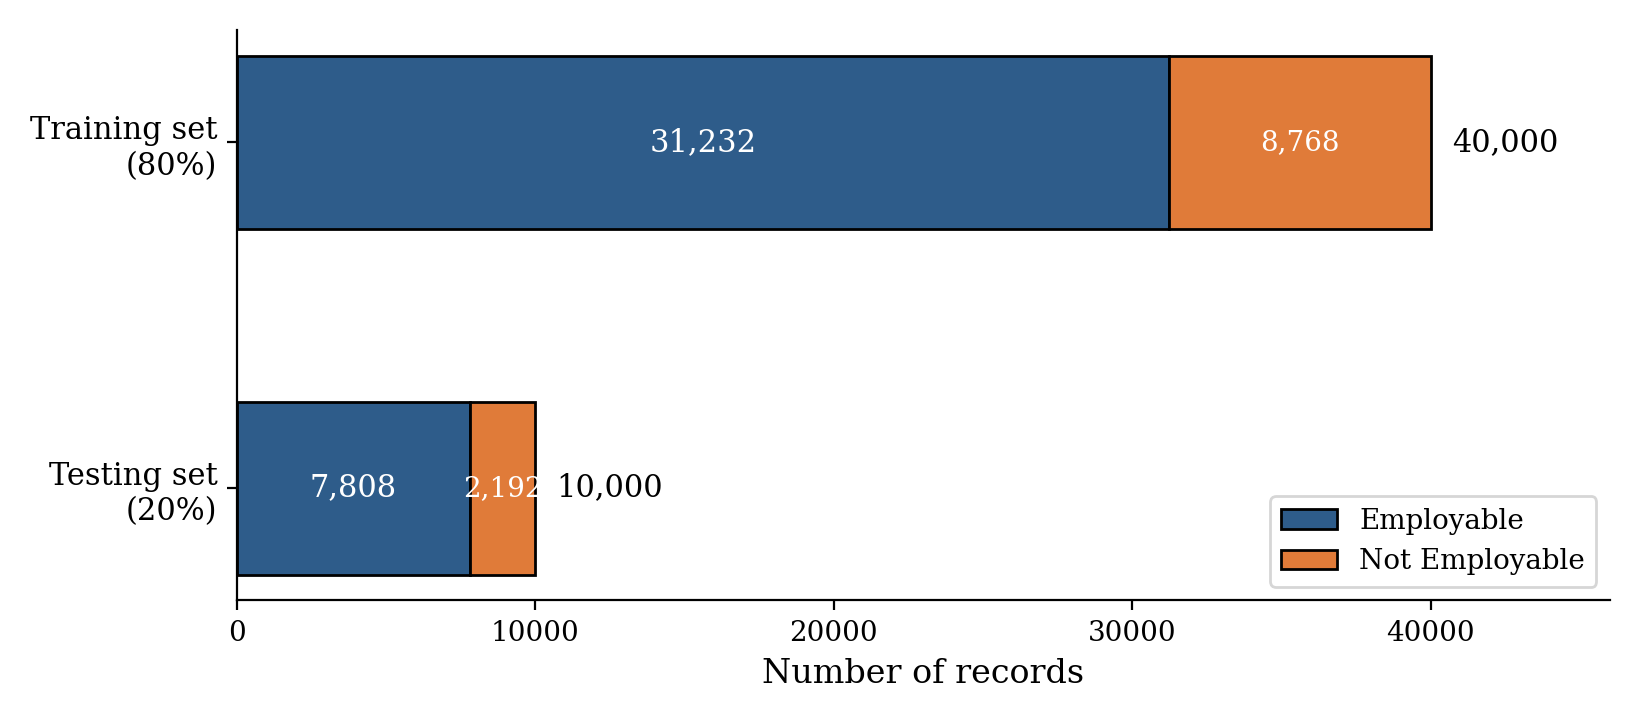 Training set
(80%)
31,232
8,768
40,000
Testing set
(20%)
7,808
2,192
10,000
Employable
Not Employable
0
10000
20000
30000
40000
Number of records